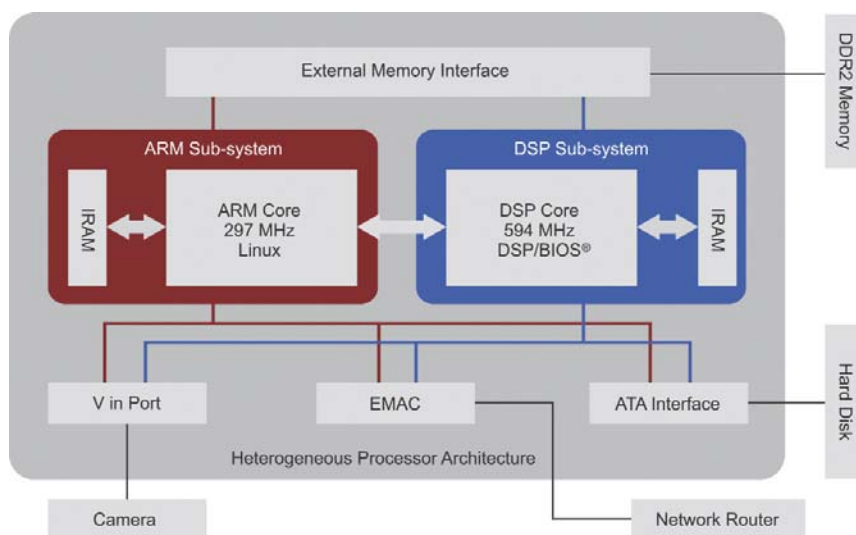 External Memory Interface
DDR2 Memory
ARM Sub-system
DSP Sub-system
IRAM
ARM Core
297 MHz
Linux
DSP Core
594 MHz
DSP/BIOS®
IRAM
V in Port
EMAC
ATA Interface
Hard Disk
Heterogeneous Processor Architecture
Camera
Network Router